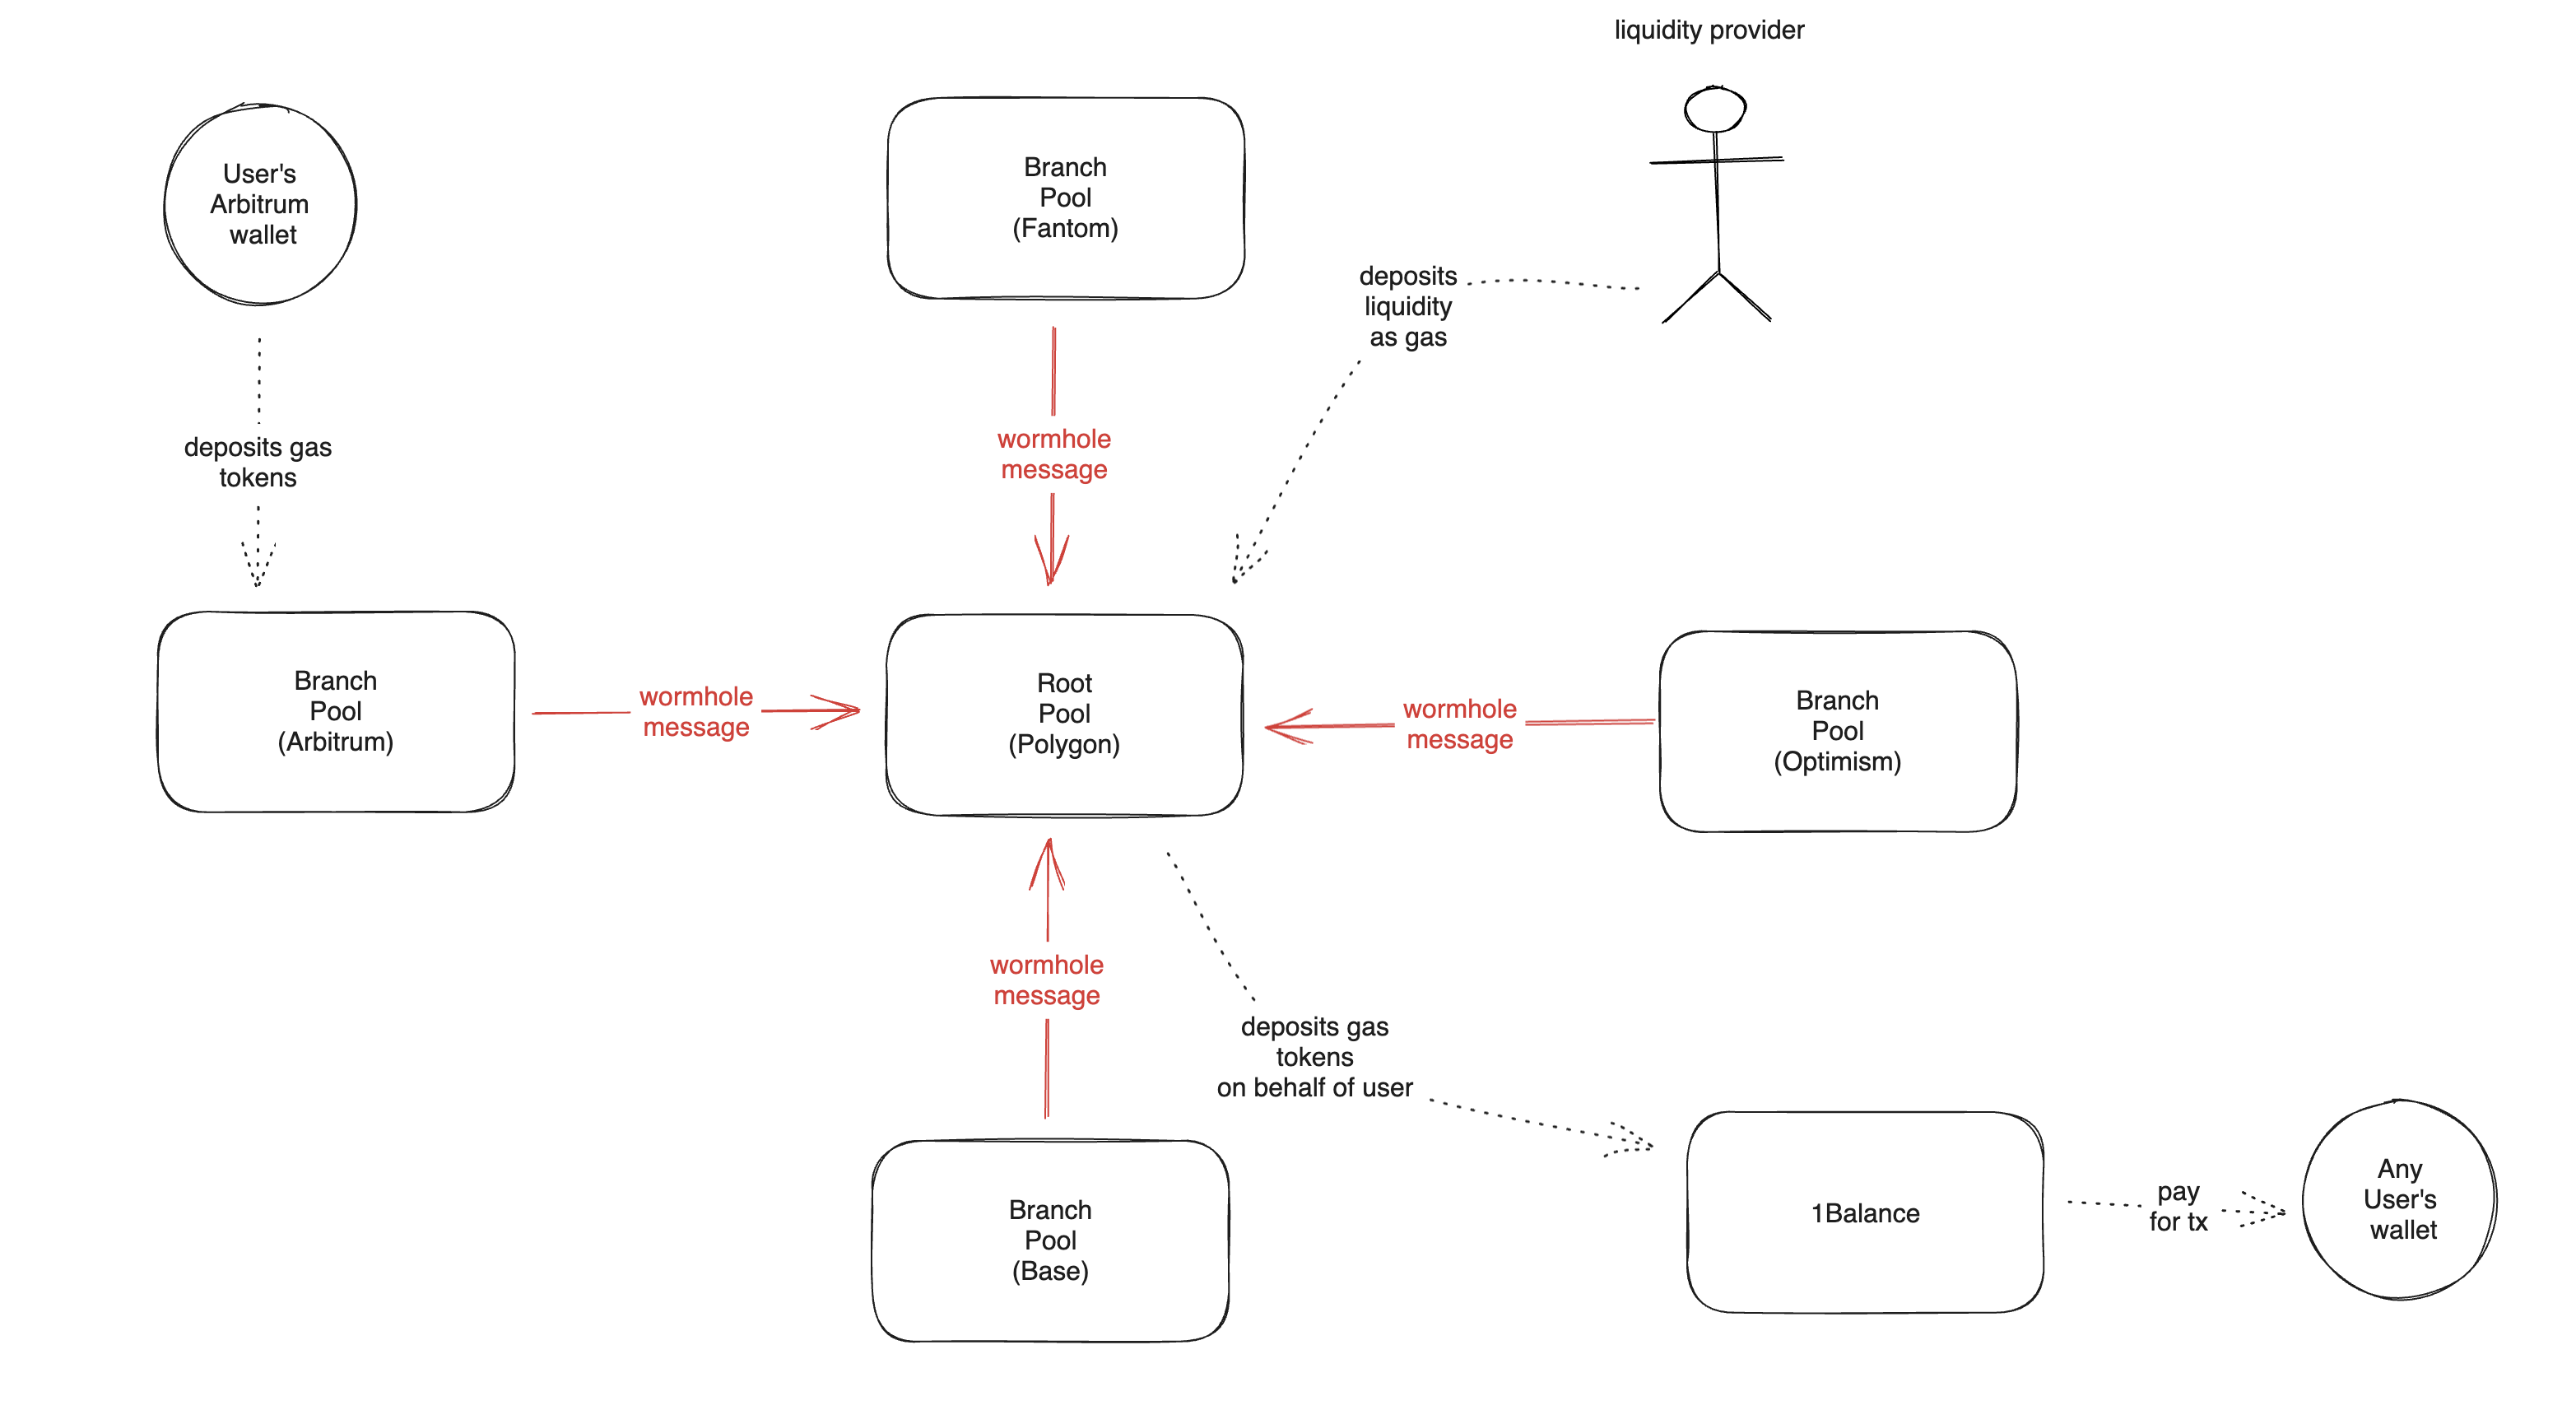 liquidity provider
User's
Arbitrum
wallet
Branch
Pool
(Fantom)
deposits
liquidity
as gas
deposits gas
tokens
wormhole
message
Branch
Pool
(Arbitrum)
wormhole
message
Root
Pool
(Polygon)
wormhole
message
Branch
Pool
(Optimism)
wormhole
message
deposits gas
tokens
on behalf of user
Branch
Pool
(Base)
1Balance
pay
for tx
Any
User's
wallet